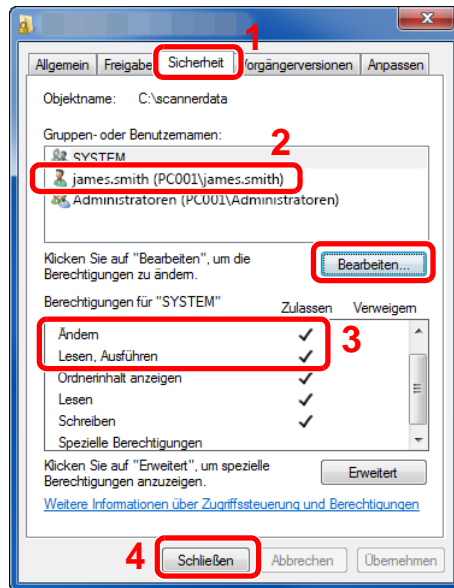 1
Allgemein Freigabe Sicherheit Vorgängerversionen Anpassen
Objektname: C:\scannerdata
Gruppen- oder Benutzernamen:
2
SYSTEM
james.smith (PC001\james.smith)
Administratoren (PC001\Administratoren)
Klicken Sie auf "Bearbeiten", um die
Berechtigungen zu ändern.
Bearbeiten...
Berechtigungen für "SYSTEM" Zulassen Verweigern
3
Ändern
Lesen, Ausführen
Ordnerinhalt anzeigen
Lesen
Schreiben
Spezielle Berechtigungen
Klicken Sie auf "Erweitert", um spezielle
Berechtigungen anzuzeigen.
Erweitert
Weitere Informationen über Zugriffssteuerung und Berechtigungen
4
Schließen Abbrechen Übernehmen